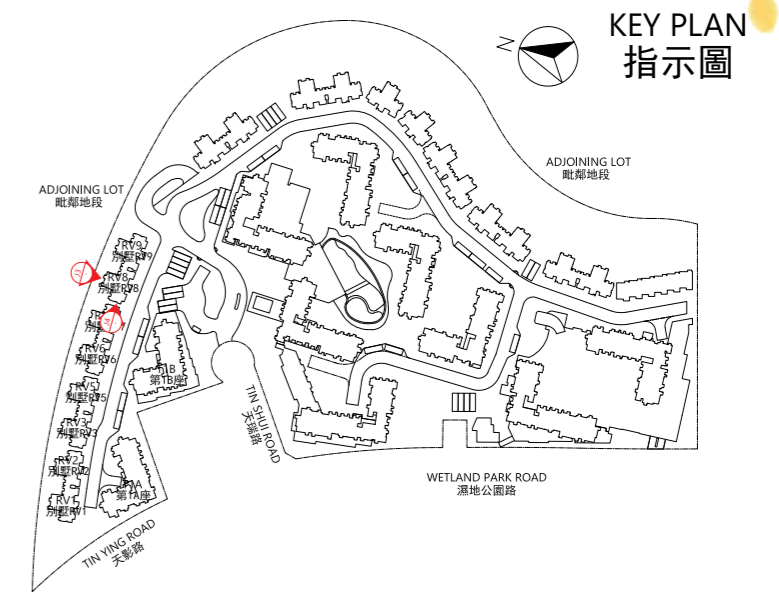 KEY PLAN
指示圖
N
ADJOINING LOT
毗鄰地段
ADJOINING LOT
毗鄰地段
RV9
別墅RV9
J3
RV8
別墅RV8
J4
RV6
別墅RV6
RV5
別墅RV5
RV3
別墅RV3
RV2
別墅RV2
RV1
別墅RV1
T1B
第1B座
T1A
第1A座
TIN SHUI ROAD
天瑞路
WETLAND PARK ROAD
濕地公園路
TIN YING ROAD
天影路